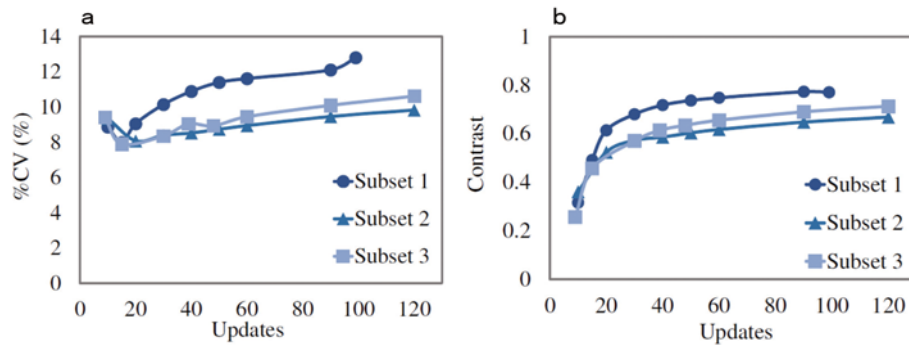 a
%CV (%)
14
12
10
8
6
4
2
0
Subset 1
Subset 2
Subset 3
0 20 40 60 80 100 120
Updates
b
Contrast
1
0.8
0.6
0.4
0.2
0
Subset 1
Subset 2
Subset 3
0 20 40 60 80 100 120
Updates